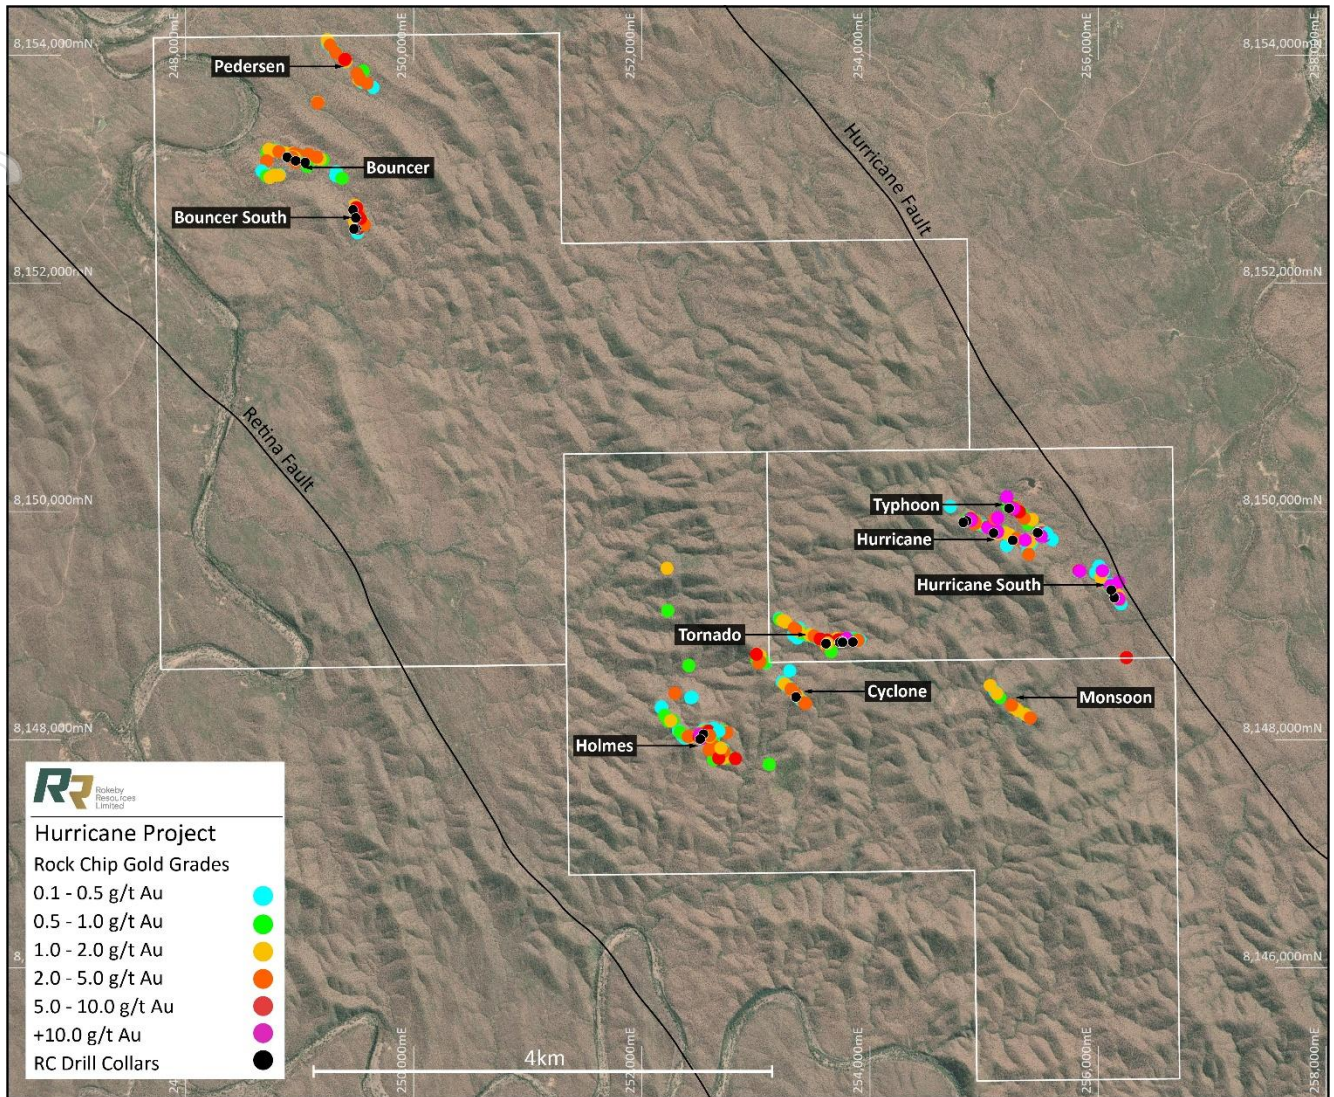 8,154,000mN
248,000mE
250,000mE
252,000mE
254,000mE
256,000mE
258,000mE
8,154,000mN
Pedersen
Hurricane Fault
Bouncer
Bouncer South
8,152,000mN
8,152,000mN
Retina Fault
8,150,000mN
8,150,000mN
Typhoon
Hurricane
Hurricane South
Tornado
Cyclone
Monsoon
8,148,000mN
8,148,000mN
Holmes
RR
Rokeby
Resources
Limited
Hurricane Project
Rock Chip Gold Grades
0.1 - 0.5 g/t Au
0.5 - 1.0 g/t Au
1.0 - 2.0 g/t Au
2.0 - 5.0 g/t Au
5.0 - 10.0 g/t Au
+10.0 g/t Au
RC Drill Collars
8,146,000mN
4km
250,000mE
252,000mE
254,000mE
256,000mE
258,000mE